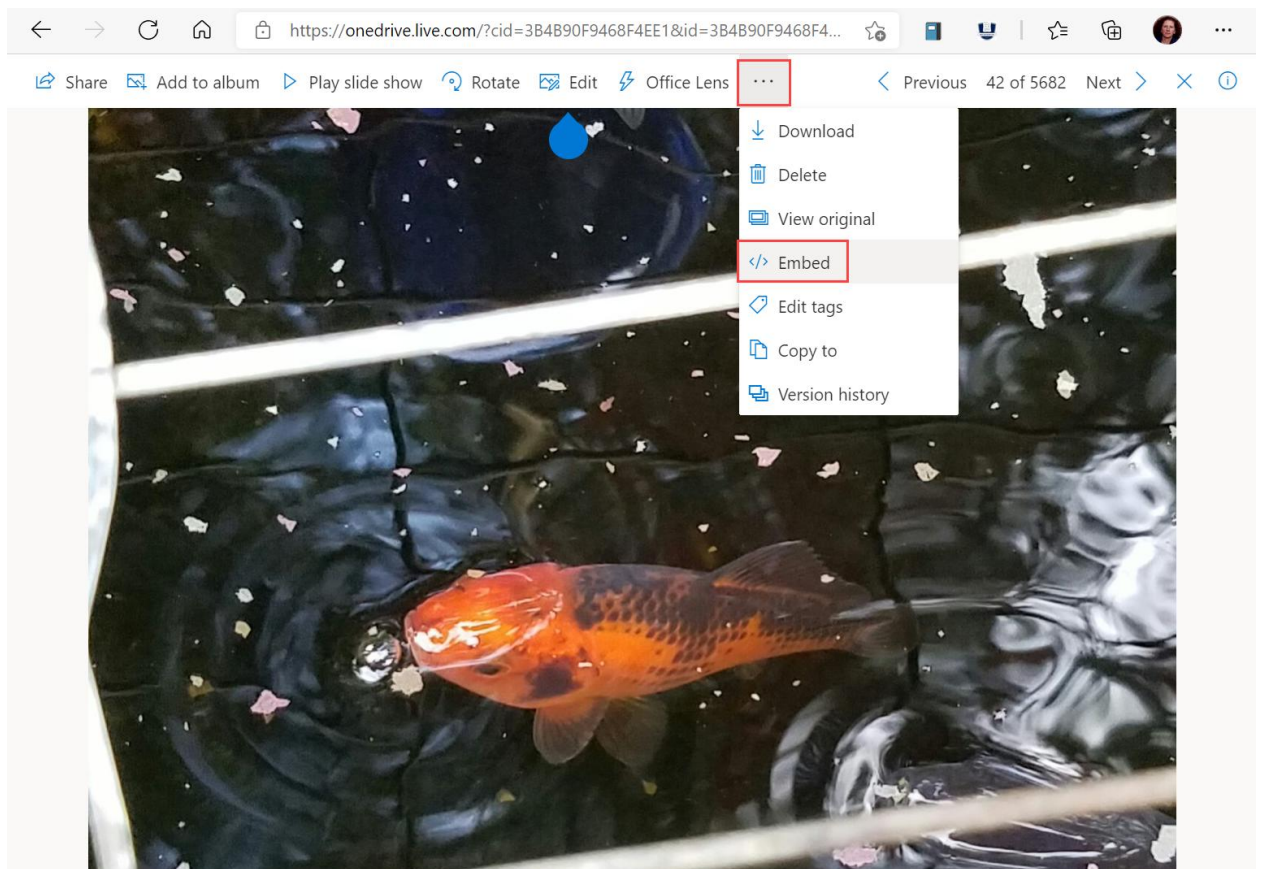 https://onedrive.live.com/?cid=3B4B90F9468F4EE1&id=3B4B90F9468F4...
Share Add to album Play slide show Rotate Edit Office Lens ... Previous 42 of 5682 Next
Download
Delete
View original
</> Embed
Edit tags
Copy to
Version history